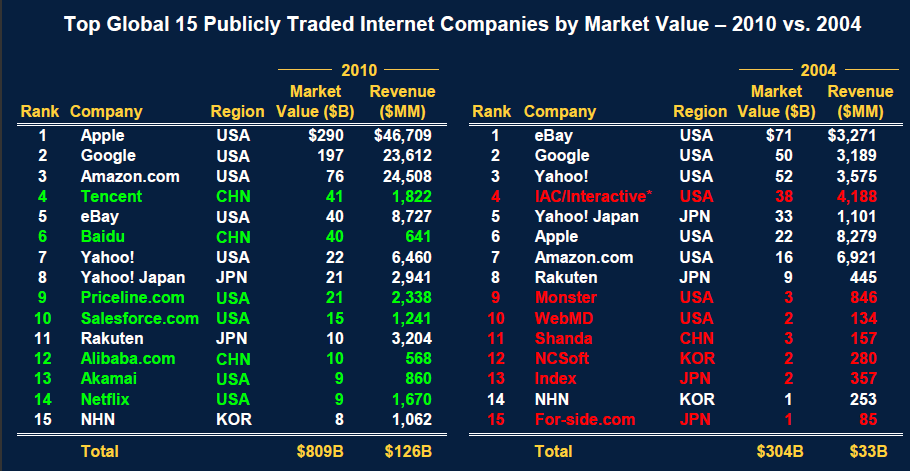 Top Global 15 Publicly Traded Internet Companies by Market Value – 2010 vs. 2004
2010 2004
Market Revenue Market Revenue
Rank Company Region Value ($B) ($MM) Rank Company Region Value ($B) ($MM)
1 Apple USA $290 $46,709 1 eBay USA $71 $3,271
2 Google USA 197 23,612 2 Google USA 50 3,189
3 Amazon.com USA 76 24,508 3 Yahoo! USA 52 3,575
4 Tencent CHN 41 1,822 4 IAC/Interactive* USA 38 4,188
5 eBay USA 40 8,727 5 Yahoo! Japan JPN 33 1,101
6 Baidu CHN 40 641 6 Apple USA 22 8,279
7 Yahoo! USA 22 6,460 7 Amazon.com USA 16 6,921
8 Yahoo! Japan JPN 21 2,941 8 Rakuten JPN 9 445
9 Priceline.com USA 21 2,338 9 Monster USA 3 846
10 Salesforce.com USA 15 1,241 10 WebMD USA 2 134
11 Rakuten JPN 10 3,204 11 Shanda CHN 3 157
12 Alibaba.com CHN 10 568 12 NCSoft KOR 2 280
13 Akamai USA 9 860 13 Index JPN 2 357
14 Netflix USA 9 1,670 14 NHN KOR 1 253
15 NHN KOR 8 1,062 15 For-side.com JPN 1 85
Total $809B $126B Total $304B $33B